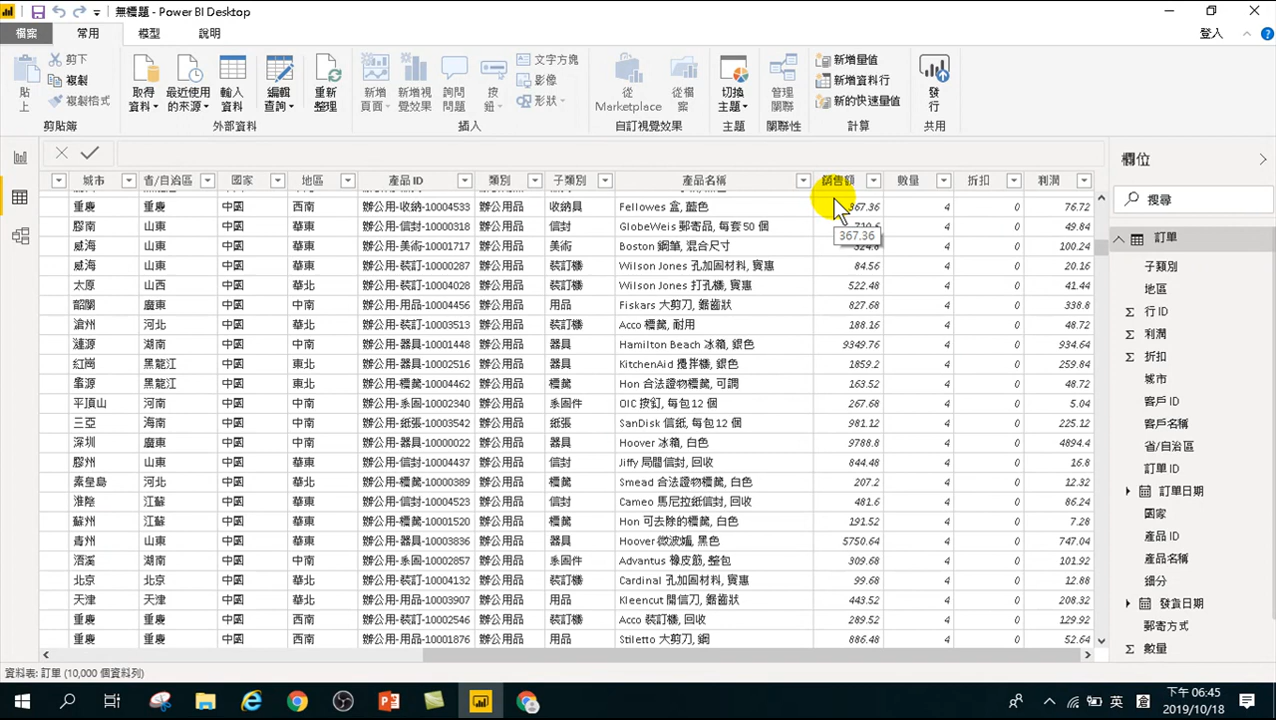 無標題 - Power BI Desktop
檔案 常用 模型 說明 登入
貼上 剪下 複製 複製格式 剪貼簿
取得資料 最近使用的來源 輸入資料 編輯查詢 重新整理 外部資料
新增頁面 新增視覺效果 詢問問題 按鈕 文字方塊 影像 形狀 插入
從 Marketplace 從檔案 自訂視覺效果
切換主題 主題
管理關聯 關聯性
新增量值 新增資料行 新的快速量值 計算
發行 共用
城市 省/自治區 國家 地區 產品 ID 類別 子類別 產品名稱 銷售額 數量 折扣 利潤
重慶 重慶 中國 西南 辦公用-收納-10004533 辦公用品 收納具 Fellowes 盒, 藍色 367.36 4 0 76.72
膠南 山東 中國 華東 辦公用-信封-10000318 辦公用品 信封 GlobeWeis 郵寄品, 每套 50 個 4 0 49.84
威海 山東 中國 華東 辦公用-美術-10001717 辦公用品 美術 Boston 鋼筆, 混合尺寸 324.8 4 0 100.24
威海 山東 中國 華東 辦公用-裝訂-10000287 辦公用品 裝訂機 Wilson Jones 孔加固材料, 實惠 84.56 4 0 20.16
太原 山西 中國 華北 辦公用-裝訂-10004028 辦公用品 裝訂機 Wilson Jones 打孔機, 實惠 522.48 4 0 41.44
韶關 廣東 中國 中南 辦公用-用品-10004456 辦公用品 用品 Fiskars 大剪刀, 鋸齒狀 827.68 4 0 338.8
滄州 河北 中國 華北 辦公用-裝訂-10003513 辦公用品 裝訂機 Acco 標籤, 耐用 188.16 4 0 48.72
漣源 湖南 中國 中南 辦公用-器具-10001448 辦公用品 器具 Hamilton Beach 冰箱, 銀色 9349.76 4 0 934.64
紅崗 黑龍江 中國 東北 辦公用-器具-10002516 辦公用品 器具 KitchenAid 攪拌機, 銀色 1859.2 4 0 259.84
黑龍江 中國 東北 辦公用-標籤-10004462 辦公用品 標籤 Hon 合法證物標籤, 可調 163.52 4 0 48.72
平頂山 河南 中國 中南 辦公用-系固-10002340 辦公用品 系固件 OIC 按釘, 每包 12 個 267.68 4 0 5.04
三亞 海南 中國 中南 辦公用-紙張-10003542 辦公用品 紙張 SanDisk 信紙, 每包 12 個 981.12 4 0 225.12
深圳 廣東 中國 中南 辦公用-器具-10000022 辦公用品 器具 Hoover 冰箱, 白色 9788.8 4 0 4894.4
膠州 山東 中國 華東 辦公用-信封-10004437 辦公用品 信封 Jiffy 局間信封, 回收 844.48 4 0 16.8
秦皇島 河北 中國 華北 辦公用-標籤-10000389 辦公用品 標籤 Smead 合法證物標籤, 白色 207.2 4 0 12.32
淮陰 江蘇 中國 華東 辦公用-信封-10004523 辦公用品 信封 Cameo 馬尼拉紙信封, 回收 481.6 4 0 86.24
蘇州 江蘇 中國 華東 辦公用-標籤-10001520 辦公用品 標籤 Hon 可去除的標籤, 白色 191.52 4 0 7.28
青州 山東 中國 華東 辦公用-器具-10003836 辦公用品 器具 Hoover 微波爐, 黑色 5750.64 4 0 747.04
浯溪 湖南 中國 中南 辦公用-系固-10002857 辦公用品 系固件 Advantus 橡皮筋, 整包 309.68 4 0 101.92
北京 北京 中國 華北 辦公用-裝訂-10004132 辦公用品 裝訂機 Cardinal 孔加固材料, 實惠 99.68 4 0 12.88
天津 天津 中國 華北 辦公用-用品-10003907 辦公用品 用品 Kleencut 開信刀, 鋸齒狀 443.52 4 0 208.32
重慶 重慶 中國 西南 辦公用-裝訂-10002546 辦公用品 裝訂機 Acco 裝訂機, 回收 289.52 4 0 129.92
重慶 重慶 中國 西南 辦公用-用品-10001876 辦公用品 用品 Stiletto 大剪刀, 鋼 886.48 4 0 52.64
367.36
欄位
搜尋
訂單
子類別
地區
行 ID
利潤
折扣
城市
客戶 ID
客戶名稱
省/自治區
訂單 ID
訂單日期
國家
產品 ID
產品名稱
細分
發貨日期
郵寄方式
數量
資料表: 訂單 (10,000 個資料列)
英 下午 06:45
2019/10/18